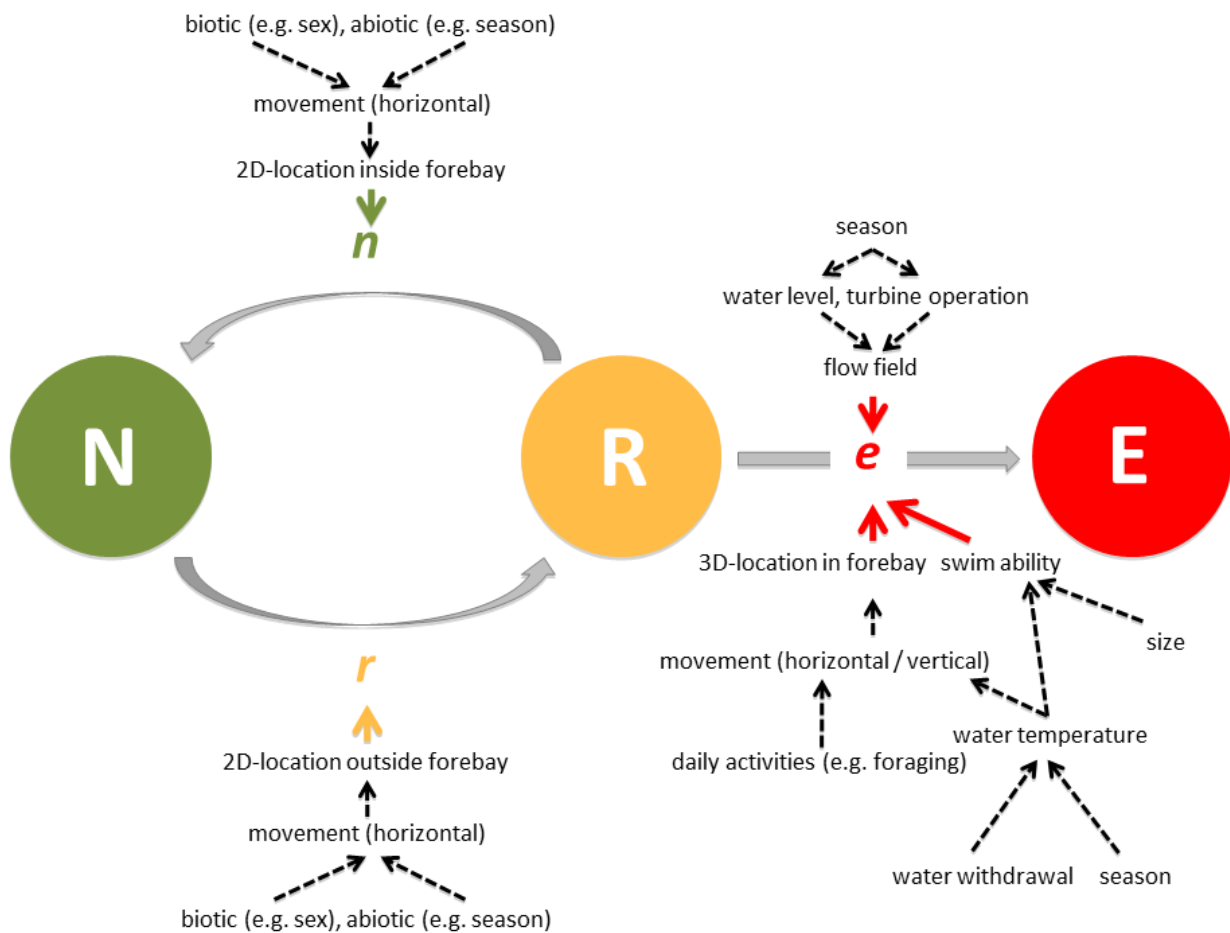 biotic (e.g. sex), abiotic (e.g. season)
movement (horizontal)
2D-location inside forebay
n
season
water level, turbine operation
flow field
N
R
e
E
3D-location in forebay
swim ability
size
movement (horizontal / vertical)
r
water temperature
2D-location outside forebay
daily activities (e.g. foraging)
movement (horizontal)
water withdrawal
season
biotic (e.g. sex), abiotic (e.g. season)